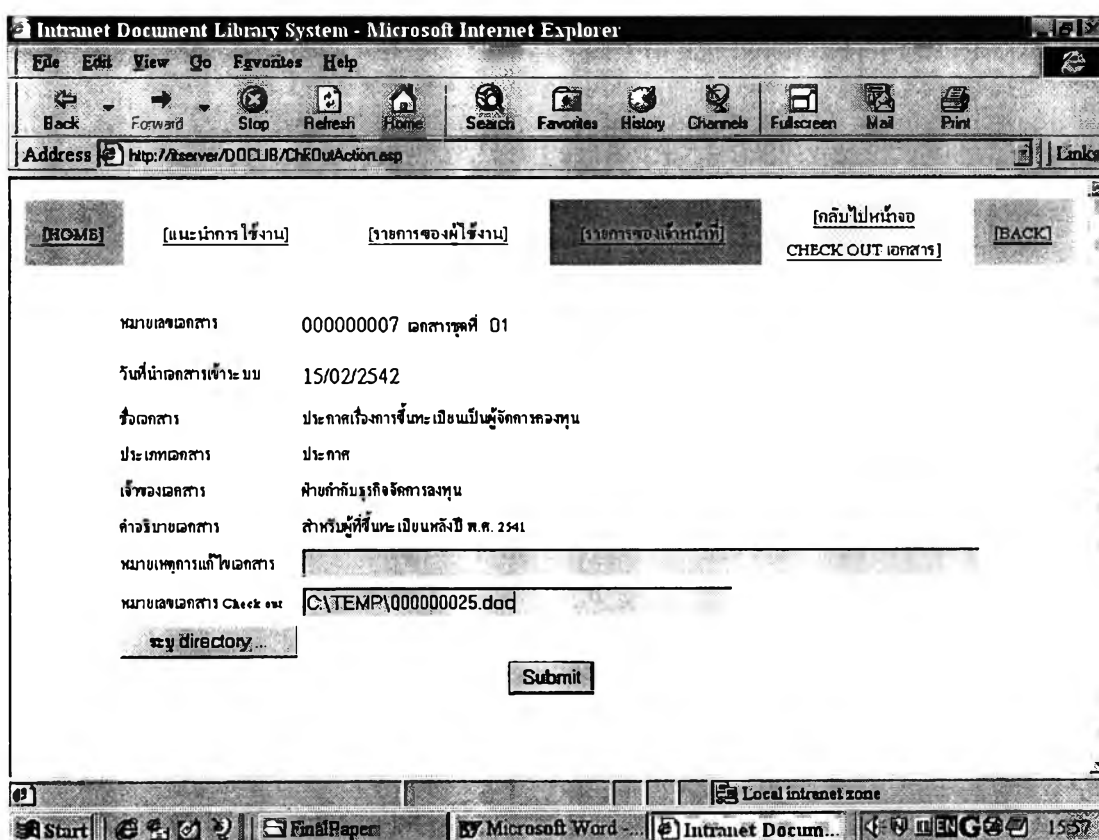 Intranet Document Library System - Microsoft Internet Explorer
File Edit View Go Favorites Help
Back Forward Stop Refresh Home Search Favorites History Channels Fullscreen Mail Print
Address http://itserver/DOCLIB/ChkOutAction.asp Links
[HOME] [แนะนำการใช้งาน] [รายการของผู้ใช้งาน] [รายการของเจ้าหน้าที่] [กลับไปหน้าจอ
CHECK OUT เอกสาร] [BACK]
หมายเลขเอกสาร 000000007 เอกสารชุดที่ 01
วันที่นำเอกสารเข้าระบบ 15/02/2542
ชื่อเอกสาร ประกาศเรื่องการขึ้นทะเบียนเป็นผู้จัดการกองทุน
ประเภทเอกสาร ประกาศ
เจ้าของเอกสาร ฝ่ายกำกับธุรกิจจัดการลงทุน
คำอธิบายเอกสาร สำหรับผู้ที่ขึ้นทะเบียนหลังปี พ.ศ. 2541
หมายเหตุการแก้ไขเอกสาร
หมายเลขเอกสาร Check out C:\TEMP\000000025.doc
ระบุ directory ...
Submit
Local intranet zone
Start FinalPaper Microsoft Word -... Intranet Docum... EN 15:57